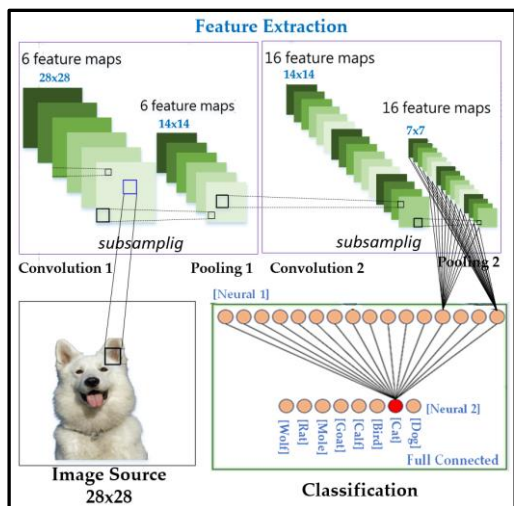 Feature Extraction
6 feature maps
28x28
6 feature maps
14x14
subsamplig
Convolution 1
Pooling 1
16 feature maps
14x14
16 feature maps
7x7
subsamplig
Convolution 2
Pooling 2
Image Source
28x28
[Neural 1]
[Neural 2]
[Wolf]
[Rat]
[Mole]
[Goat]
[Calf]
[Bird]
[Cat]
[Dog]
Full Connected
Classification